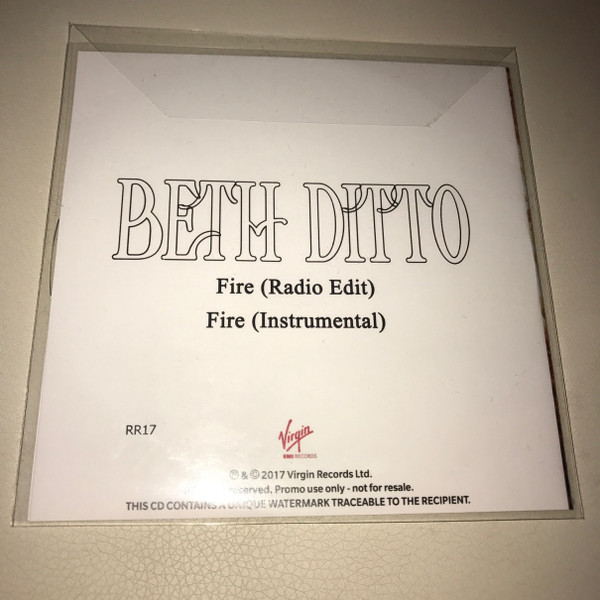 BETH DITTO
Fire (Radio Edit)
Fire (Instrumental)
RR17
Virgin
EMI RECORDS
℗ & © 2017 Virgin Records Ltd.
reserved. Promo use only - not for resale.
THIS CD CONTAINS A UNIQUE WATERMARK TRACEABLE TO THE RECIPIENT.